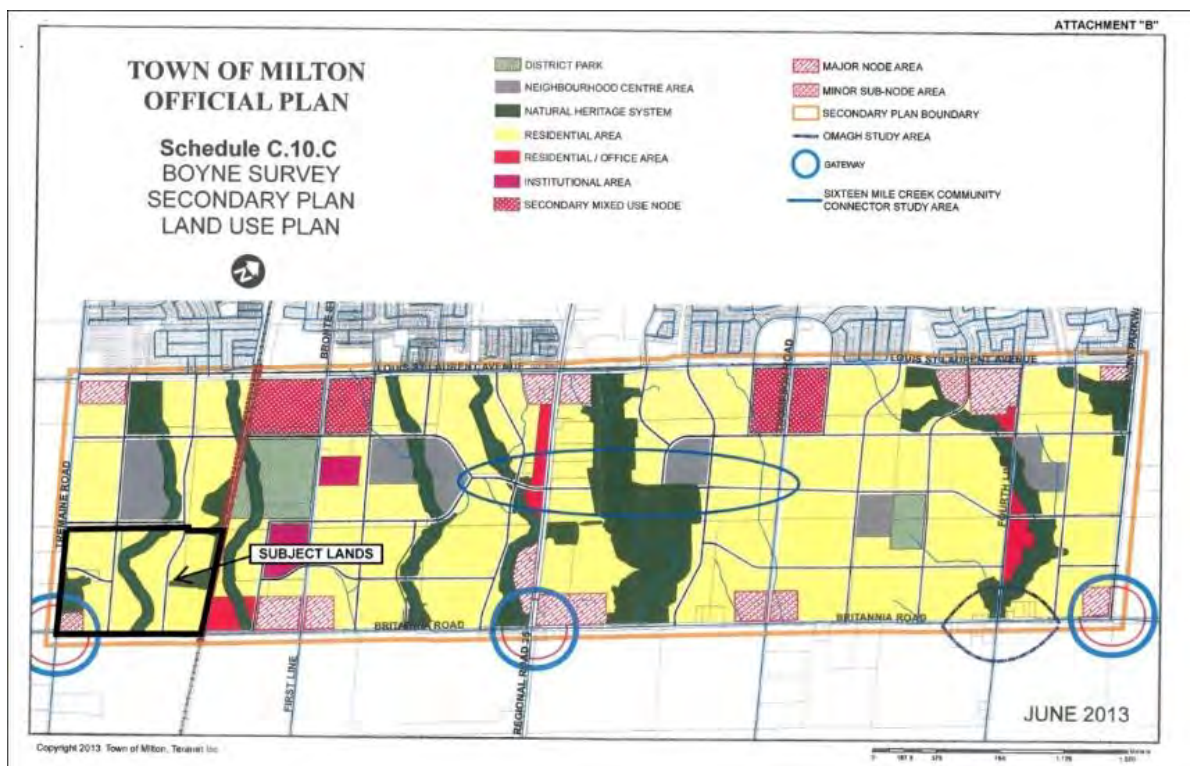 ATTACHMENT "B"
TOWN OF MILTON
OFFICIAL PLAN
Schedule C.10.C
BOYNE SURVEY
SECONDARY PLAN
LAND USE PLAN
DISTRICT PARK
NEIGHBOURHOOD CENTRE AREA
NATURAL HERITAGE SYSTEM
RESIDENTIAL AREA
RESIDENTIAL / OFFICE AREA
INSTITUTIONAL AREA
SECONDARY MIXED USE NODE
MAJOR NODE AREA
MINOR SUB-NODE AREA
SECONDARY PLAN BOUNDARY
OMAGH STUDY AREA
GATEWAY
SIXTEEN MILE CREEK COMMUNITY
CONNECTOR STUDY AREA
N
LOUIS ST LAURENT AVENUE
LOUIS ST LAURENT AVENUE
TREMAINE ROAD
FOURTH LINE
SUBJECT LANDS
BRITANNIA ROAD
BRITANNIA ROAD
FIRST LINE
REGIONAL ROAD 25
JUNE 2013
Copyright 2013. Town of Milton, Teranet Inc